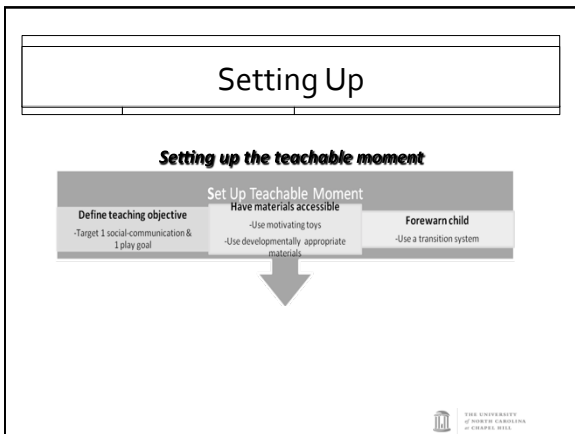 Setting Up
Setting up the teachable moment
Set Up Teachable Moment
Define teaching objective
-Target 1 social-communication &
1 play goal
Have materials accessible
-Use motivating toys
-Use developmentally appropriate
materials
Forewarn child
-Use a transition system
THE UNIVERSITY
of NORTH CAROLINA
at CHAPEL HILL